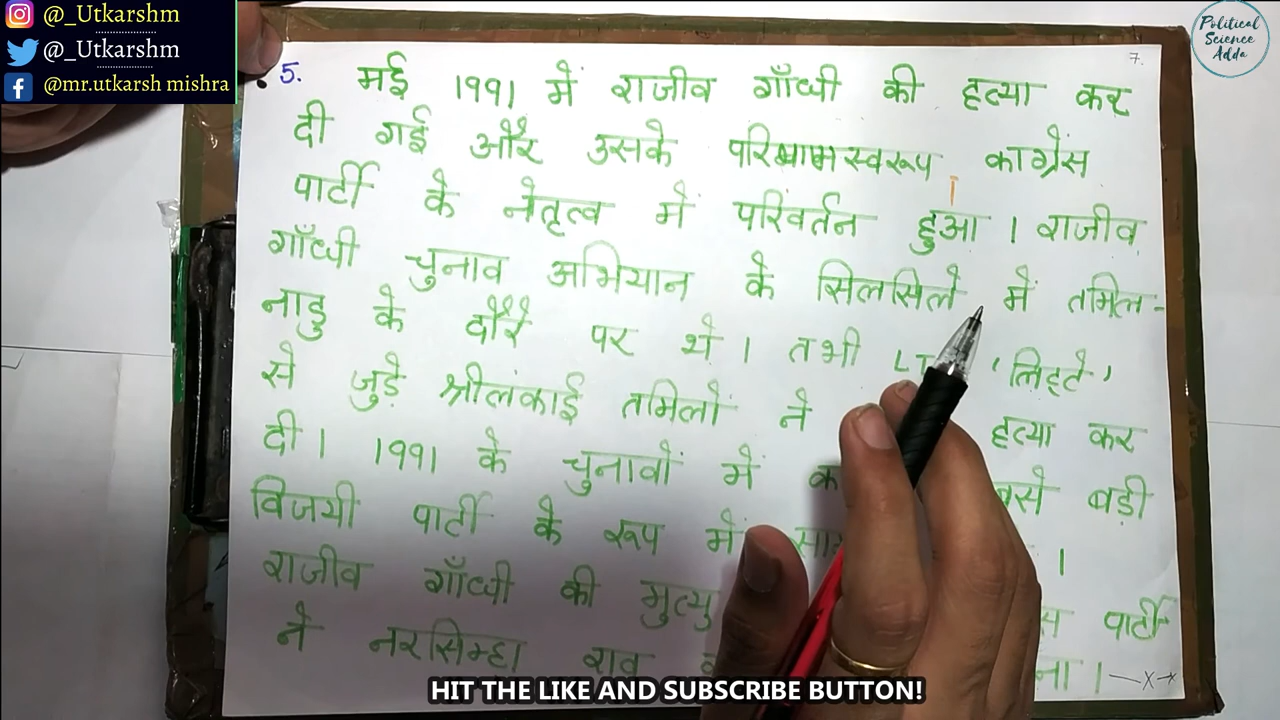 @_Utkarshm
@_Utkarshm
@mr.utkarsh mishra
Political
Science
Adda
7.
5. मई 1991 में राजीव गाँधी की हत्या कर
दी गई और उसके परिणामस्वरूप काग्रेंस
पार्टी के नेतृत्व में परिवर्तन हुआ । राजीव
गाँधी चुनाव अभियान के सिलसिले में तमिल-
नाडु के दौरे पर थे । तभी 'लिट्टे'
से जुड़े श्रीलंकाई तमिलों ने हत्या कर
दी । 1991 के चुनावों में बड़ी
विजयी पार्टी के रूप में ।
राजीव गाँधी की मृत्यु पार्टी
ने नरसिम्हा राव
HIT THE LIKE AND SUBSCRIBE BUTTON!